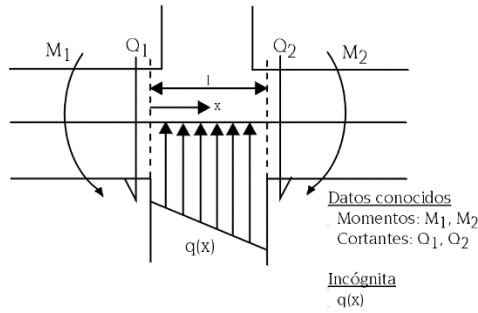 M1 Q1 l Q2 M2
x
q(x)
Datos conocidos
Momentos: M1, M2
Cortantes: Q1, Q2
Incógnita
q(x)